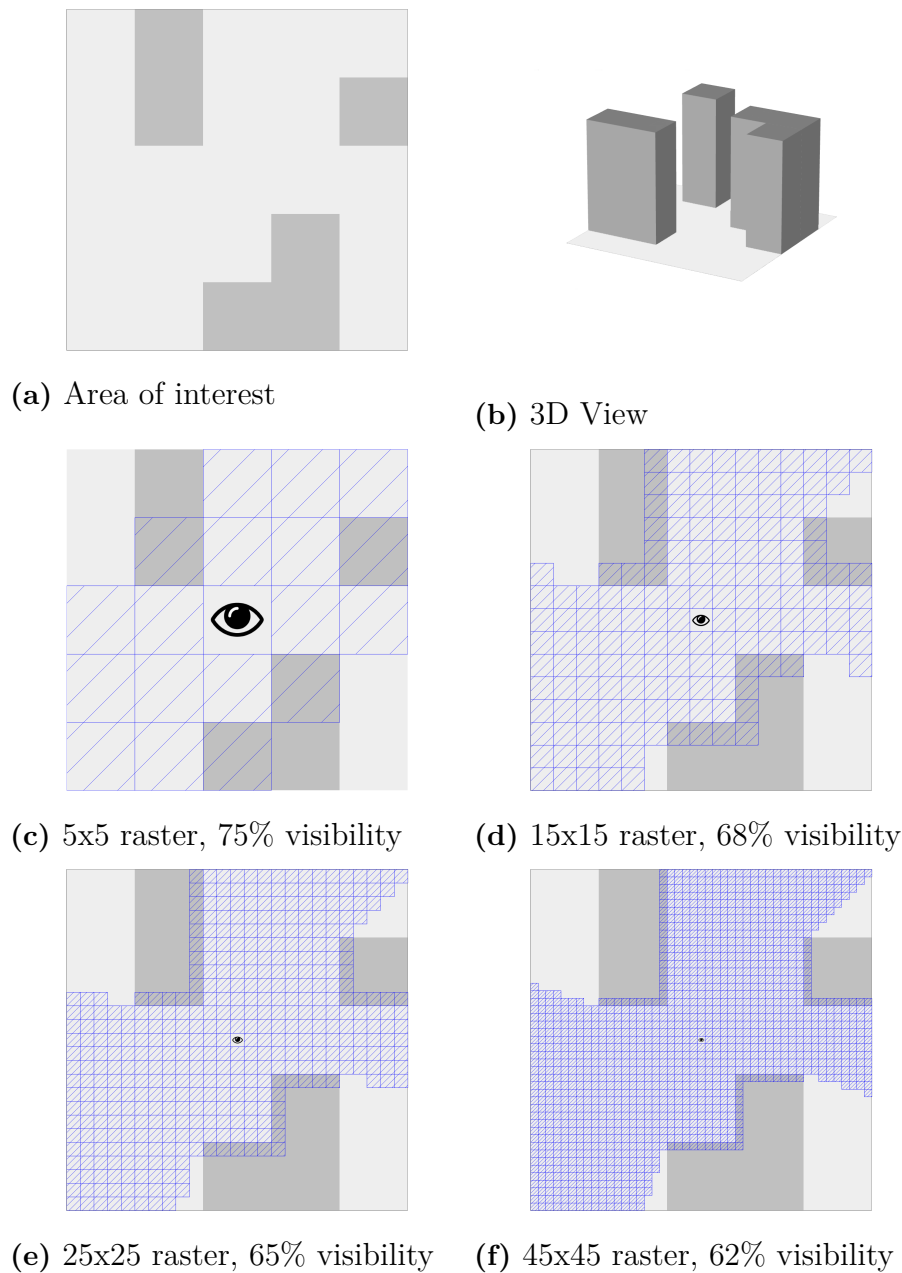 (a) Area of interest
(b) 3D View
(c) 5x5 raster, 75% visibility
(d) 15x15 raster, 68% visibility
(e) 25x25 raster, 65% visibility
(f) 45x45 raster, 62% visibility